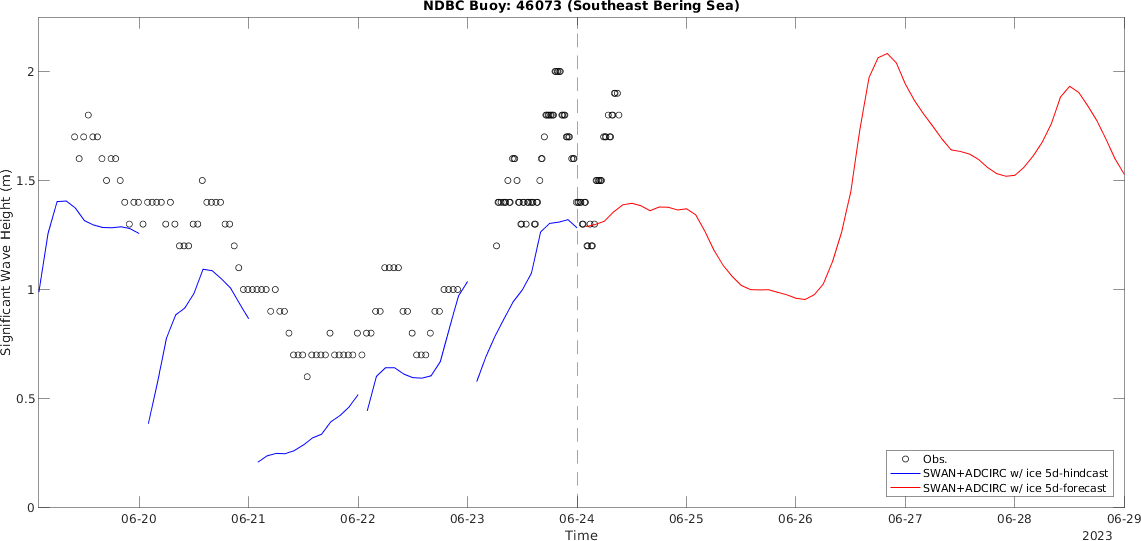 NDBC Buoy: 46073 (Southeast Bering Sea)
Significant Wave Height (m)
2
1.5
1
0.5
0
06-20 06-21 06-22 06-23 06-24 06-25 06-26 06-27 06-28 06-29
Time
2023
Obs.
SWAN+ADCIRC w/ ice 5d-hindcast
SWAN+ADCIRC w/ ice 5d-forecast